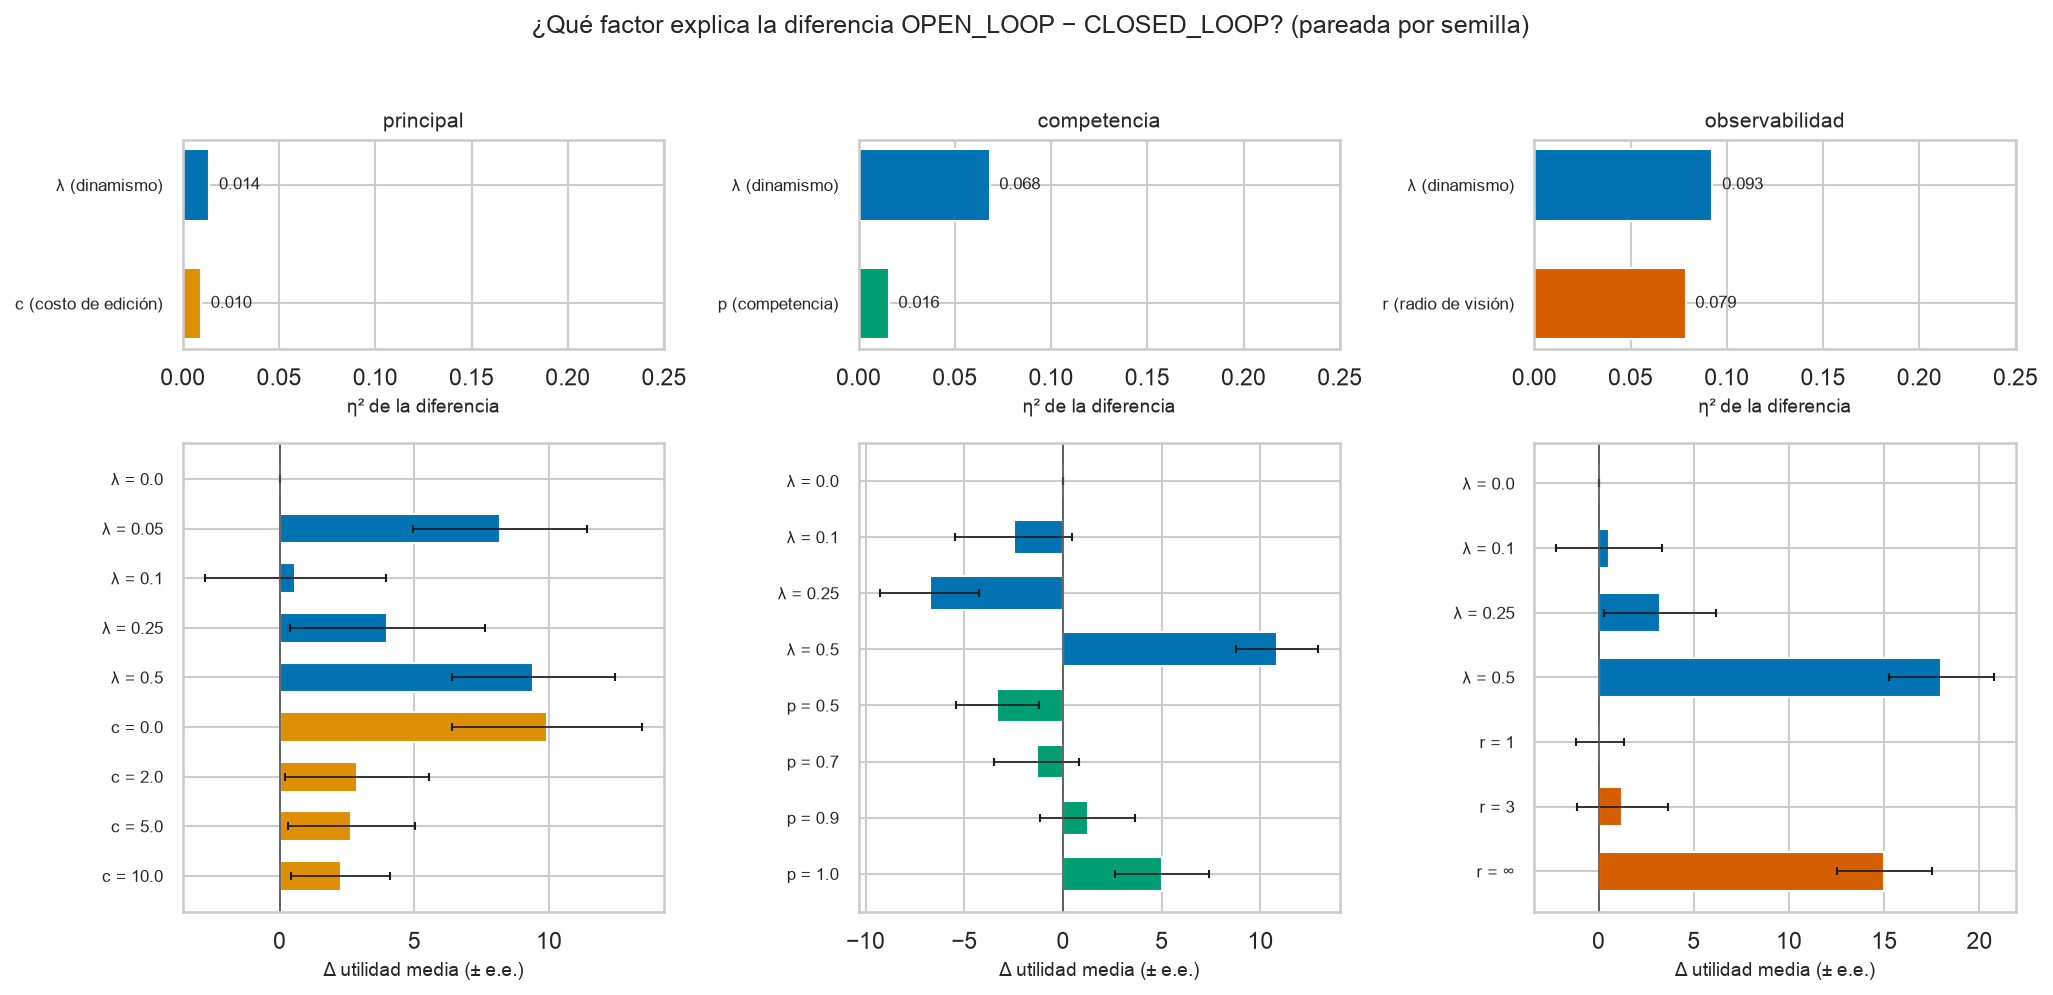 ¿Qué factor explica la diferencia OPEN_LOOP − CLOSED_LOOP? (pareada por semilla)
principal
λ (dinamismo)
0.014
c (costo de edición)
0.010
0.00 0.05 0.10 0.15 0.20 0.25
η² de la diferencia
competencia
λ (dinamismo)
0.068
p (competencia)
0.016
0.00 0.05 0.10 0.15 0.20 0.25
η² de la diferencia
observabilidad
λ (dinamismo)
0.093
r (radio de visión)
0.079
0.00 0.05 0.10 0.15 0.20 0.25
η² de la diferencia
λ = 0.0
λ = 0.05
λ = 0.1
λ = 0.25
λ = 0.5
c = 0.0
c = 2.0
c = 5.0
c = 10.0
0 5 10
Δ utilidad media (± e.e.)
λ = 0.0
λ = 0.1
λ = 0.25
λ = 0.5
p = 0.5
p = 0.7
p = 0.9
p = 1.0
−10 −5 0 5 10
Δ utilidad media (± e.e.)
λ = 0.0
λ = 0.1
λ = 0.25
λ = 0.5
r = 1
r = 3
r = ∞
0 5 10 15 20
Δ utilidad media (± e.e.)